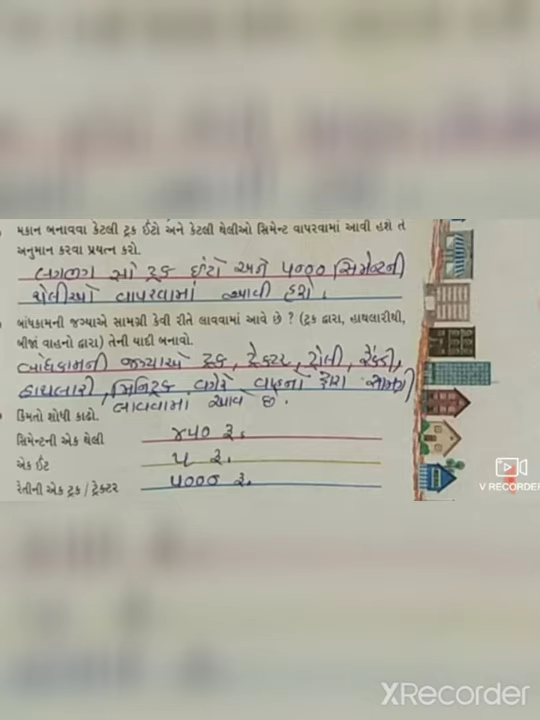 મકાન બનાવવા કેટલી ટ્રક ઈંટો અને કેટલી થેલીઓ સિમેન્ટ વાપરવામાં આવી હશે તે
અનુમાન કરવા પ્રયત્ન કરો.
લગભગ સો ટ્રક ઈંટો અને ૫૦૦૦ સિમેન્ટની
થેલીઓ વાપરવામાં આવી હશે.
બાંધકામની જગ્યાએ સામગ્રી કેવી રીતે લાવવામાં આવે છે ? (ટ્રક દ્વારા, હાથલારીથી,
બીજાં વાહનો દ્વારા) તેની યાદી બનાવો.
બાંધકામની જગ્યાએ ટ્રક, ટ્રેક્ટર, ટ્રોલી, રેંકડી,
હાથલારી, મિનિટ્રક વગેરે વાહનો દ્વારા સામગ્રી
લાવવામાં આવે છે.
કિંમતો શોધી કાઢો.
સિમેન્ટની એક થેલી ૪૫૦ રૂ.
એક ઈંટ ૫ રૂ.
રેતીની એક ટ્રક / ટ્રેક્ટર ૫૦૦૦ રૂ.
V RECORDER
XRecorder